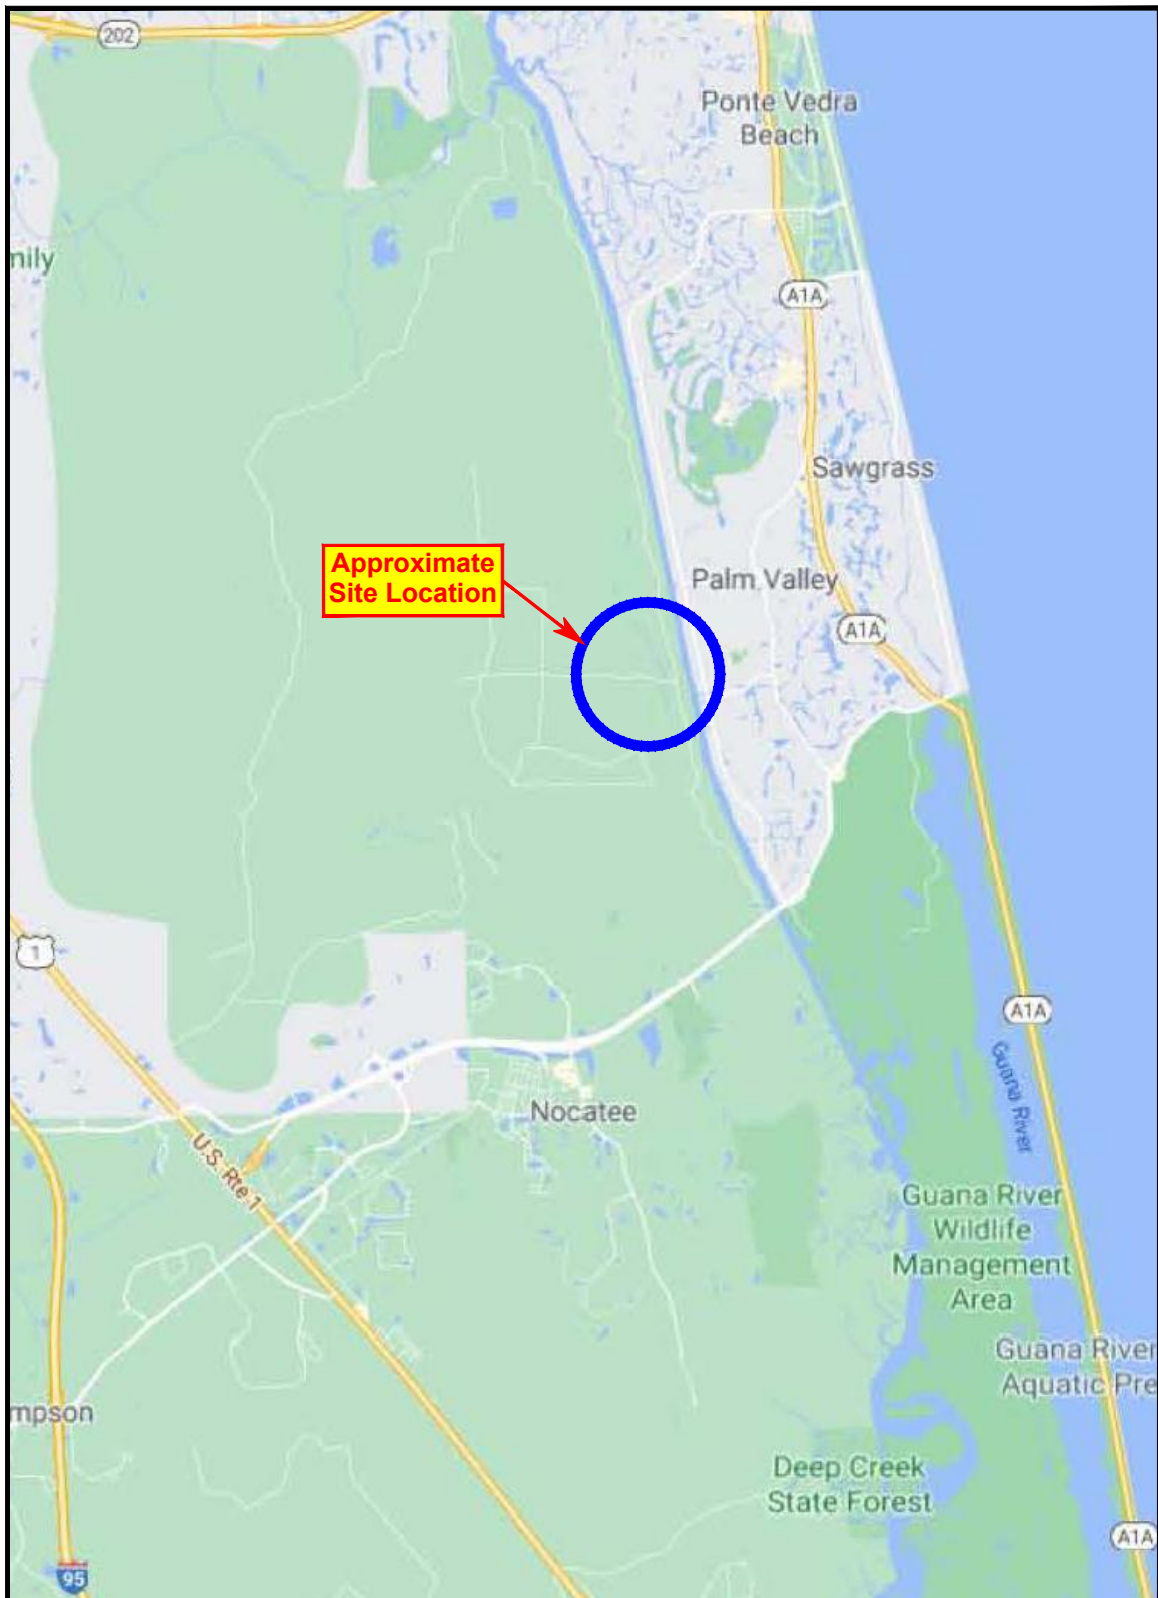 202
Ponte Vedra
Beach
nily
A1A
Sawgrass
Approximate
Site Location
Palm Valley
A1A
1
A1A
Guana River
Nocatee
U.S. Rte 1
Guana River
Wildlife
Management
Area
Guana River
Aquatic Pre
mpson
Deep Creek
State Forest
A1A
95